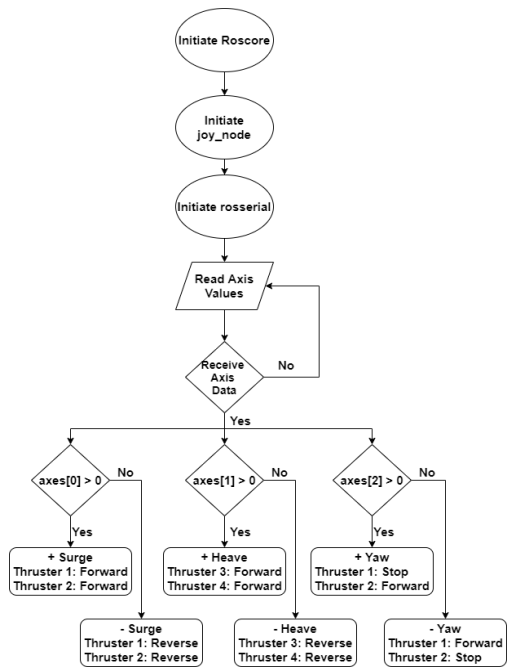 Initiate Roscore
Initiate
joy_node
Initiate rosserial
Read Axis
Values
Receive
Axis
Data
No
Yes
axes[0] > 0
No
axes[1] > 0
No
axes[2] > 0
No
Yes
Yes
Yes
+ Surge
Thruster 1: Forward
Thruster 2: Forward
+ Heave
Thruster 3: Forward
Thruster 4: Forward
+ Yaw
Thruster 1: Stop
Thruster 2: Forward
- Surge
Thruster 1: Reverse
Thruster 2: Reverse
- Heave
Thruster 3: Reverse
Thruster 4: Reverse
- Yaw
Thruster 1: Forward
Thruster 2: Stop